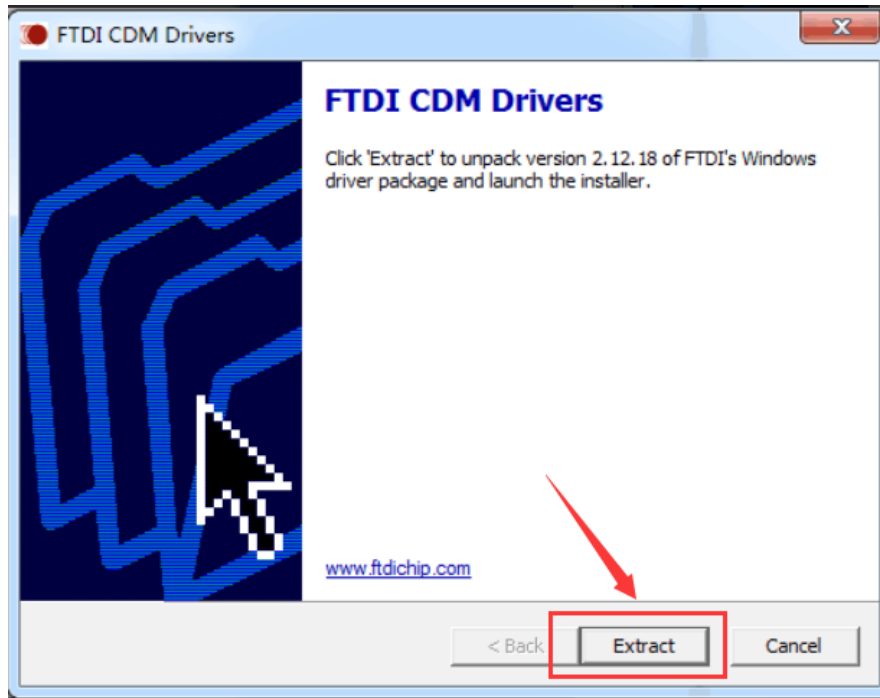 FTDI CDM Drivers
FTDI CDM Drivers
Click 'Extract' to unpack version 2.12.18 of FTDI's Windows
driver package and launch the installer.
www.ftdichip.com
< Back Extract Cancel